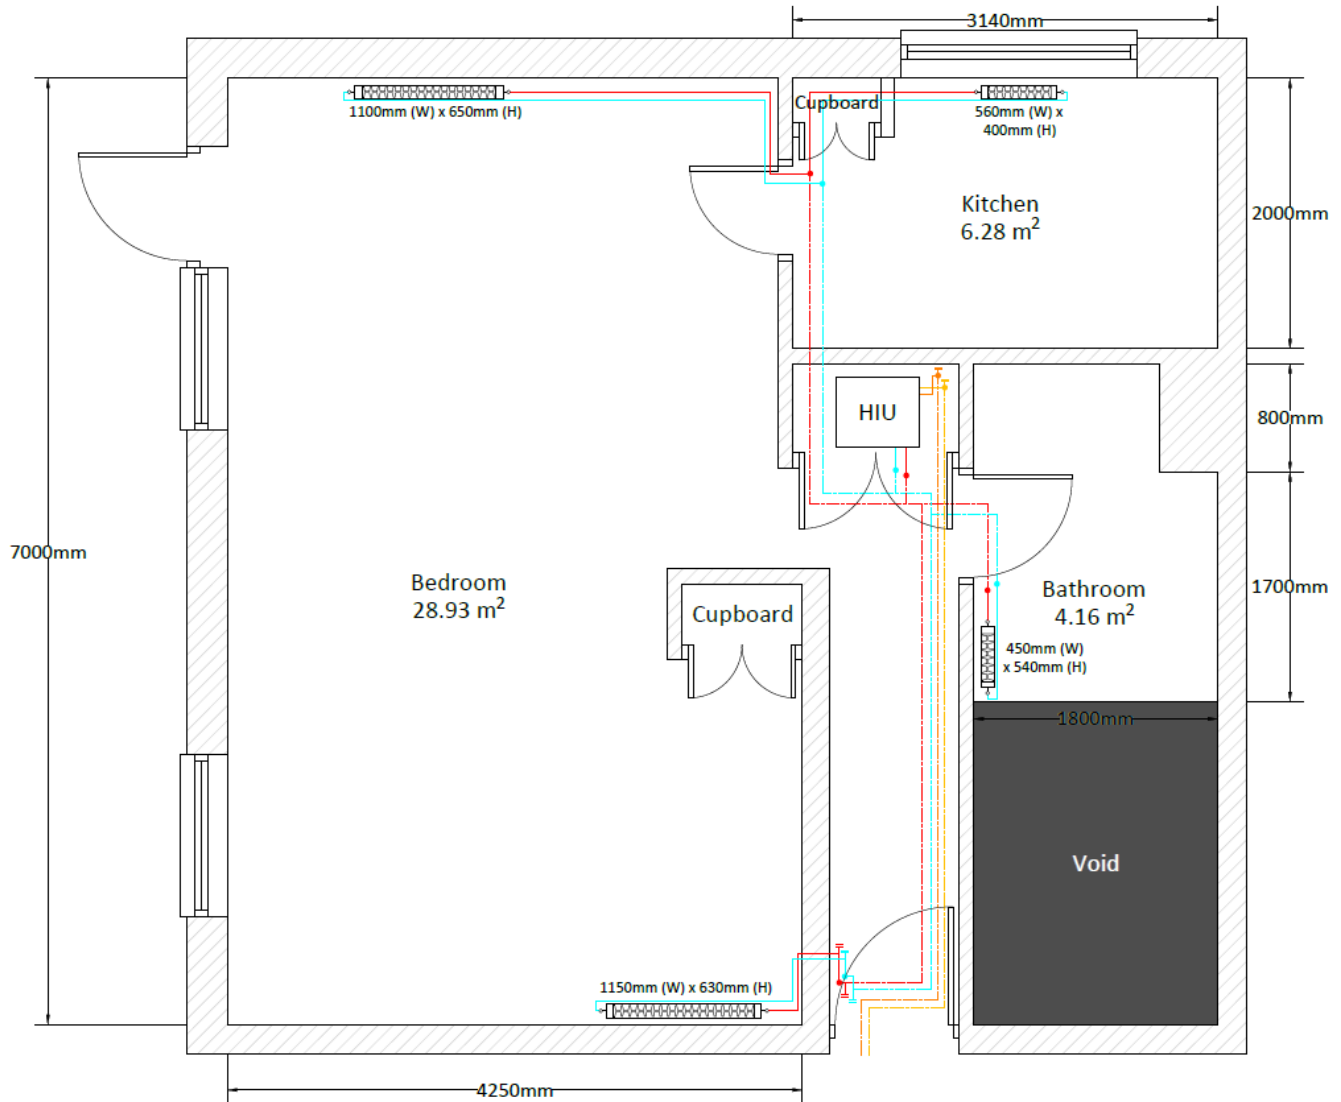 3140mm
1100mm (W) x 650mm (H)
Cupboard
560mm (W) x
400mm (H)
Kitchen
6.28 m²
2000mm
HIU
800mm
7000mm
Bedroom
28.93 m²
Cupboard
Bathroom
4.16 m²
1700mm
450mm (W)
x 540mm (H)
1800mm
Void
1150mm (W) x 630mm (H)
4250mm